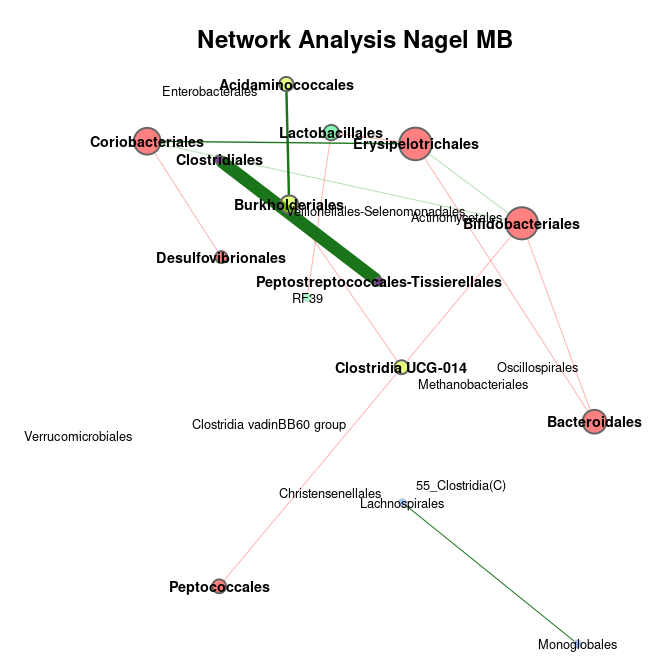 Network Analysis Nagel MB
Acidaminococcales
Enterobacterales
Lactobacillales
Coriobacteriales
Erysipelotrichales
Clostridiales
Burkholderiales
Veillonellales-Selenomonadales
Actinomycetales
Bifidobacteriales
Desulfovibrionales
Peptostreptococcales-Tissierellales
RF39
Clostridia UCG-014
Oscillospirales
Methanobacteriales
Bacteroidales
Clostridia vadinBB60 group
Verrucomicrobiales
55_Clostridia(C)
Christensenellales
Lachnospirales
Peptococcales
Monoglobales